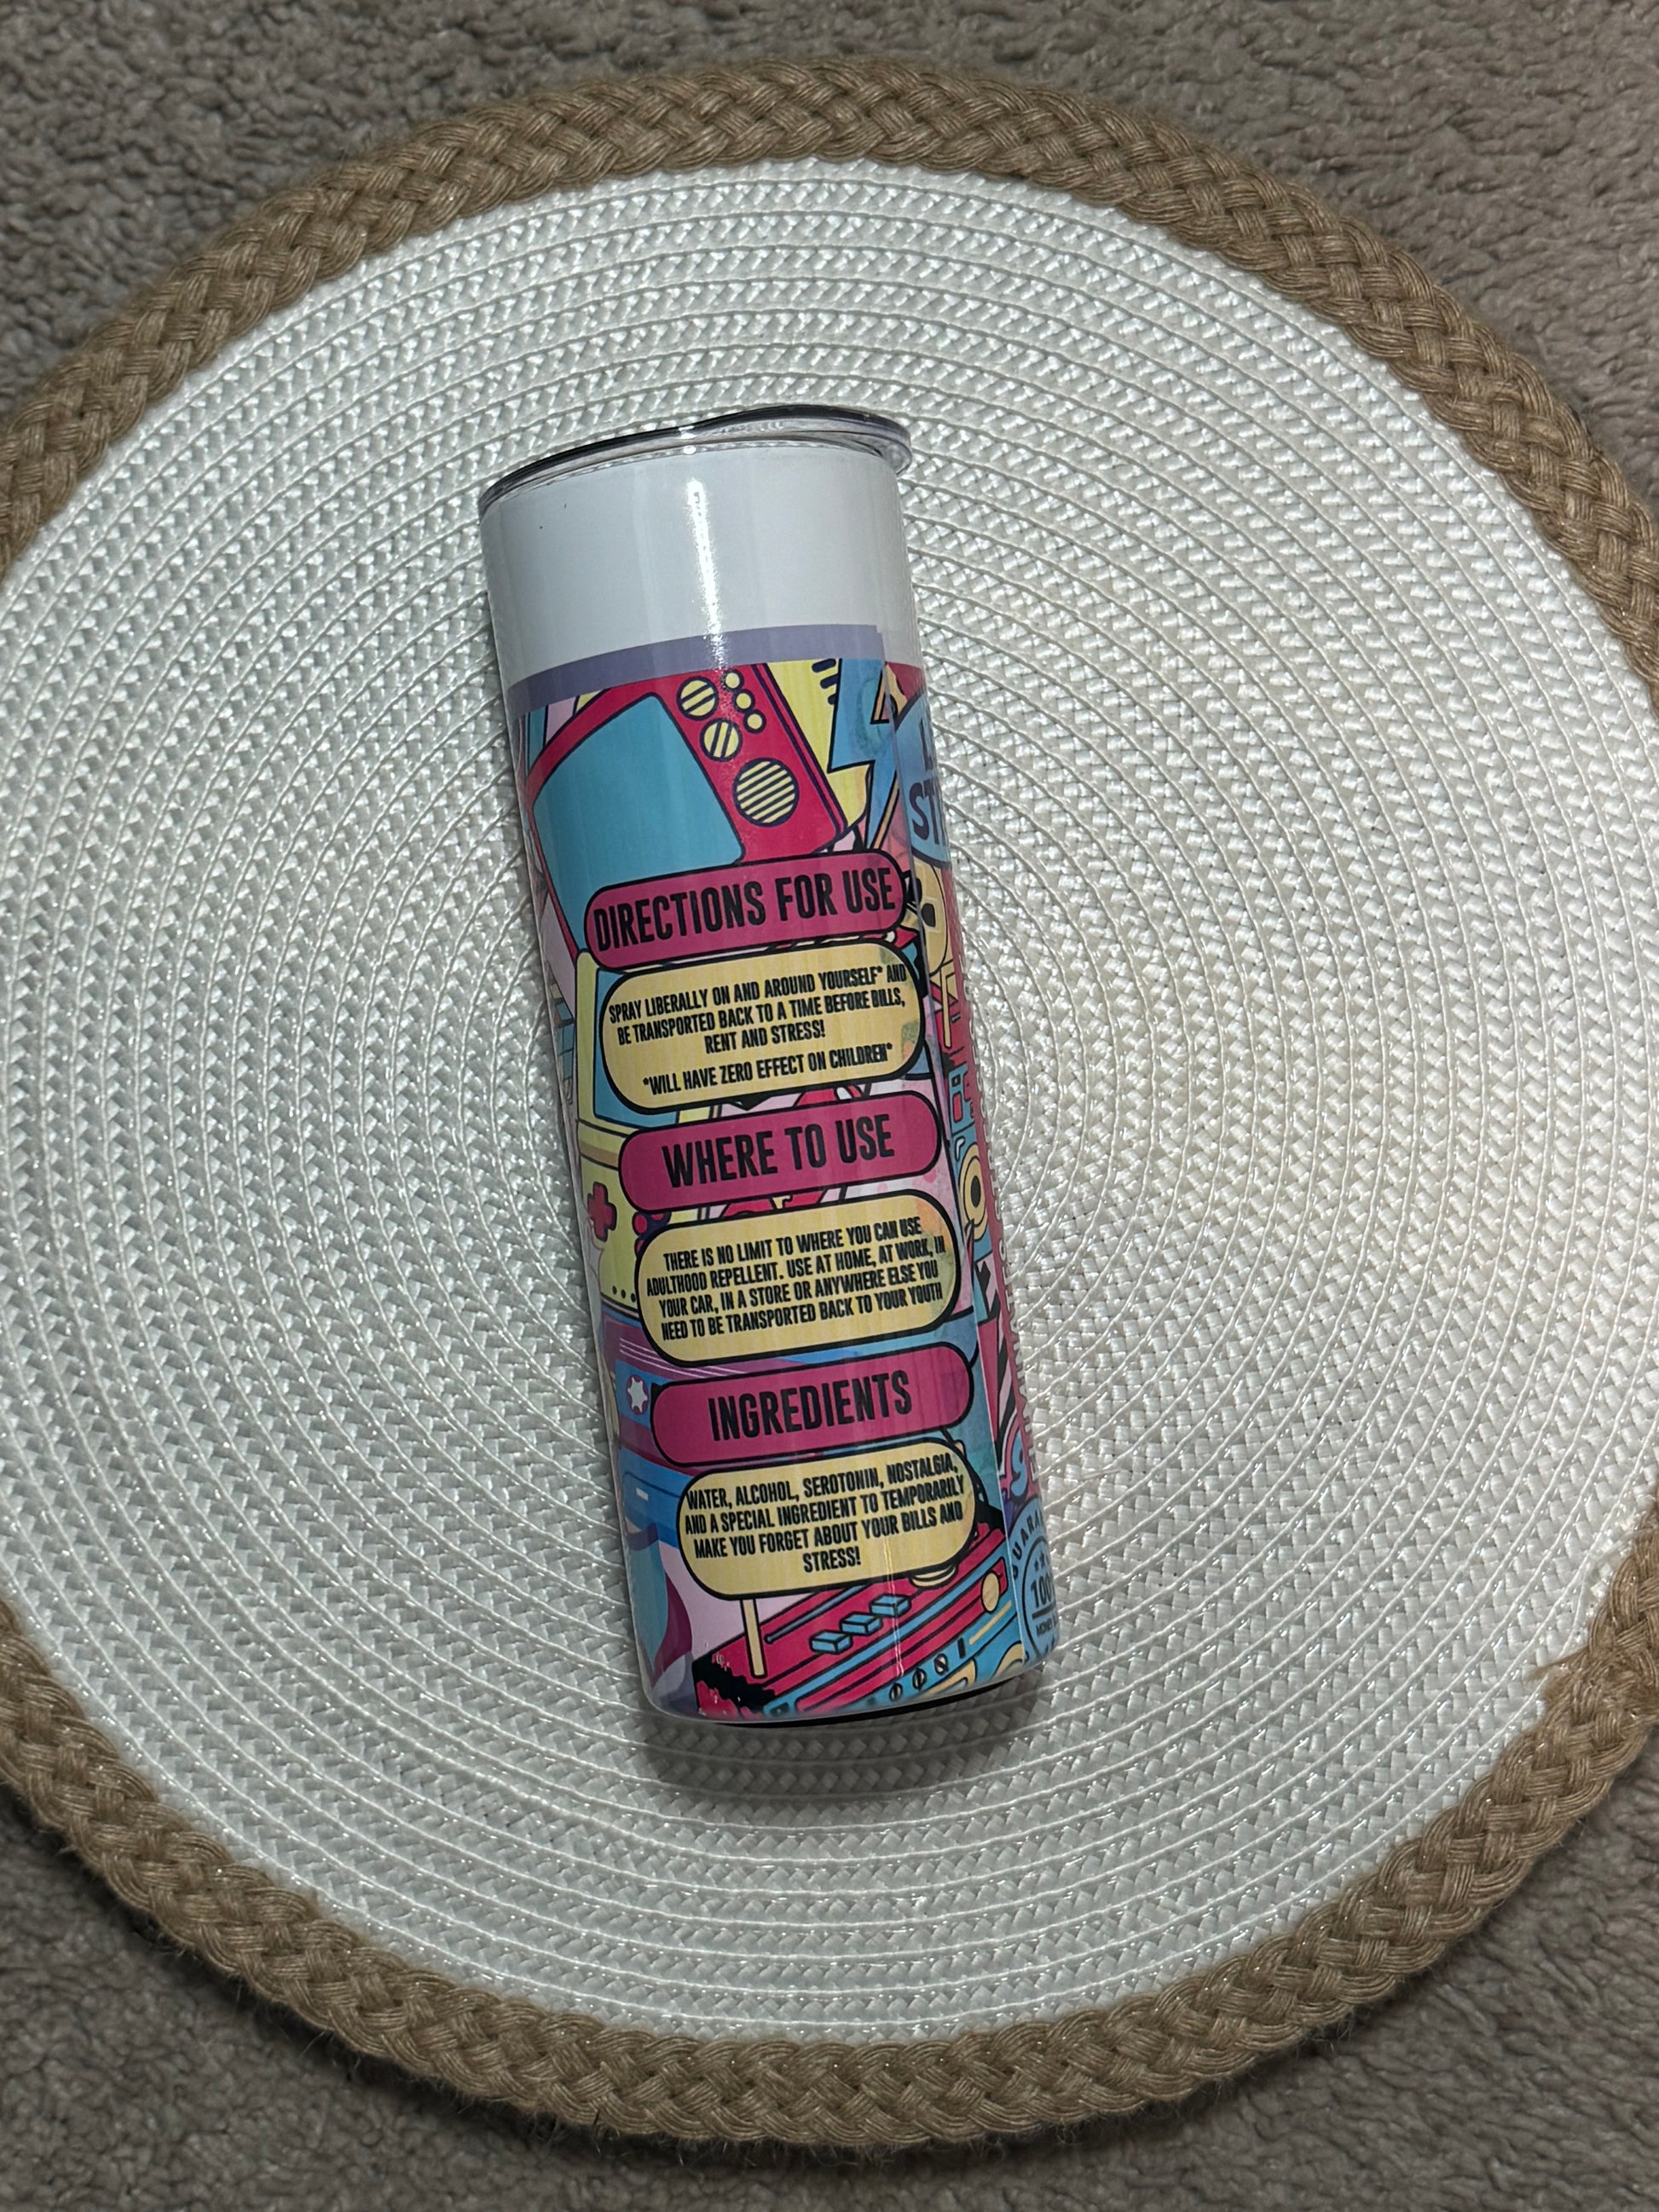 DIRECTIONS FOR USE
SPRAY LIBERALLY ON AND AROUND YOURSELF* AND
BE TRANSPORTED BACK TO A TIME BEFORE BILLS,
RENT AND STRESS!
*WILL HAVE ZERO EFFECT ON CHILDREN*
WHERE TO USE
THERE IS NO LIMIT TO WHERE YOU CAN USE
ADULTHOOD REPELLENT. USE AT HOME, AT WORK, IN
YOUR CAR, IN A STORE OR ANYWHERE ELSE YOU
NEED TO BE TRANSPORTED BACK TO YOUR YOUTH
INGREDIENTS
WATER, ALCOHOL, SEROTONIN, NOSTALGIA,
AND A SPECIAL INGREDIENT TO TEMPORARILY
MAKE YOU FORGET ABOUT YOUR BILLS AND
STRESS!